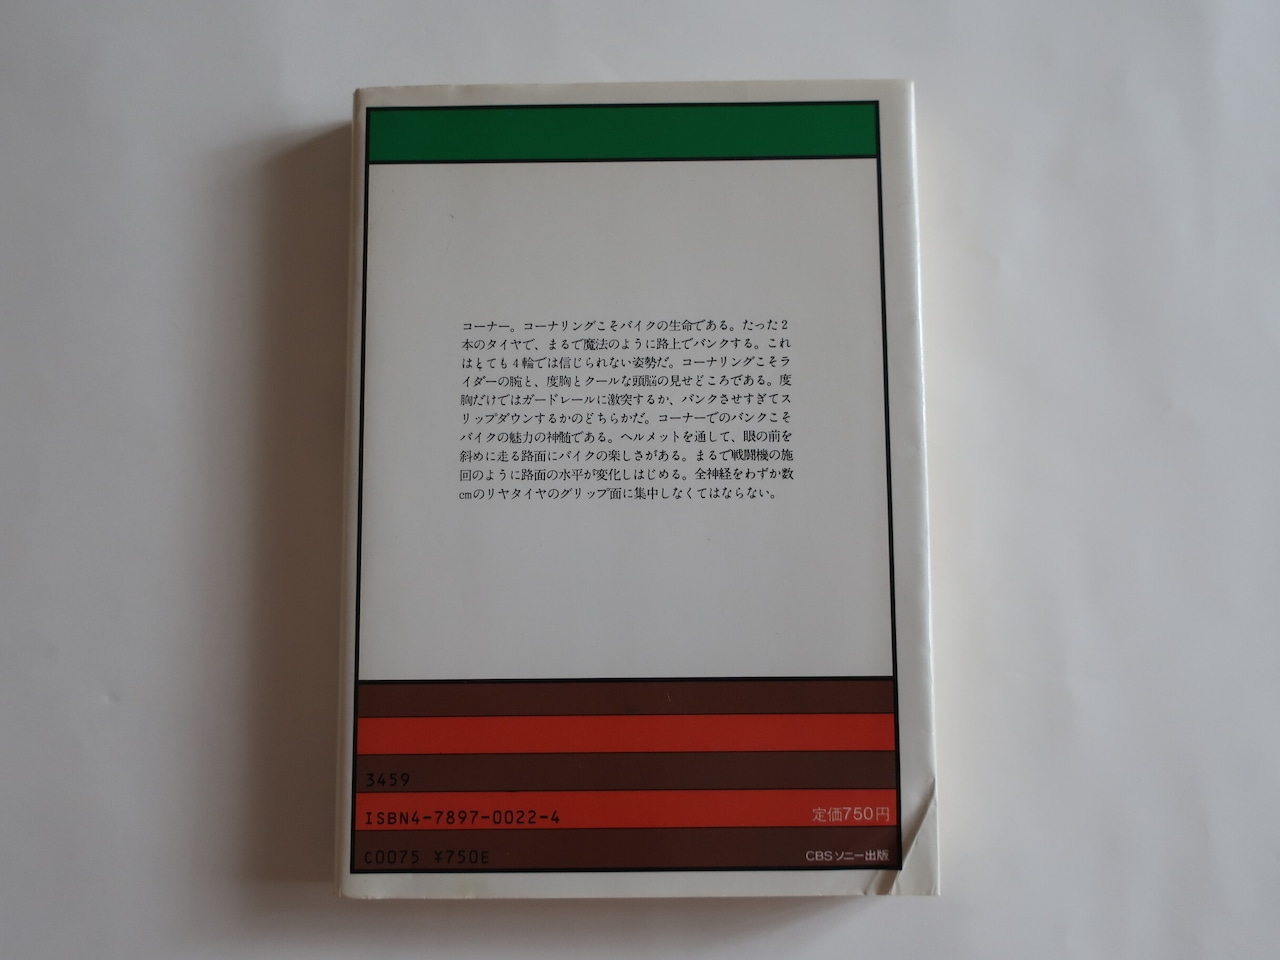 コーナー。コーナリングこそバイクの生命である。たった2
本のタイヤで、まるで魔法のように路上でバンクする。これ
はとても4輪では信じられない姿勢だ。コーナリングこそラ
イダーの腕と、度胸とクールな頭脳の見せどころである。度
胸だけではガードレールに激突するか、バンクさせすぎてス
リップダウンするかのどちらかだ。コーナーでのバンクこそ
バイクの魅力の神髄である。ヘルメットを通して、眼の前を
斜めに走る路面にバイクの楽しさがある。まるで戦闘機の施
回のように路面の水平が変化しはじめる。全神経をわずか数
cmのリヤタイヤのグリップ面に集中しなくてはならない。
3459
ISBN4-7897-0022-4
定価750円
C0075 ¥750E
CBSソニー出版